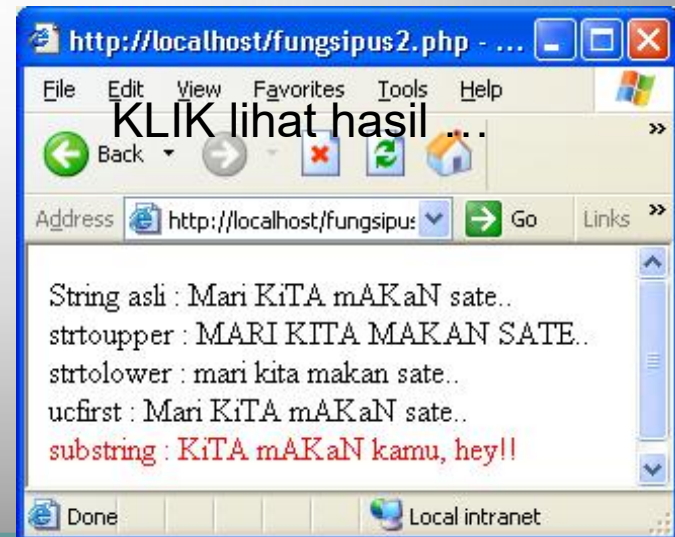 http://localhost/fungsipus2.php - ...
File Edit View Favorites Tools Help
KLIK lihat hasil ...
Back
Address http://localhost/fungsipus Go Links
String asli : Mari KiTA mAKaN sate..
strtoupper : MARI KITA MAKAN SATE..
strtolower : mari kita makan sate..
ucfirst : Mari KiTA mAKaN sate..
substring : KiTA mAKaN kamu, hey!!
Done Local intranet